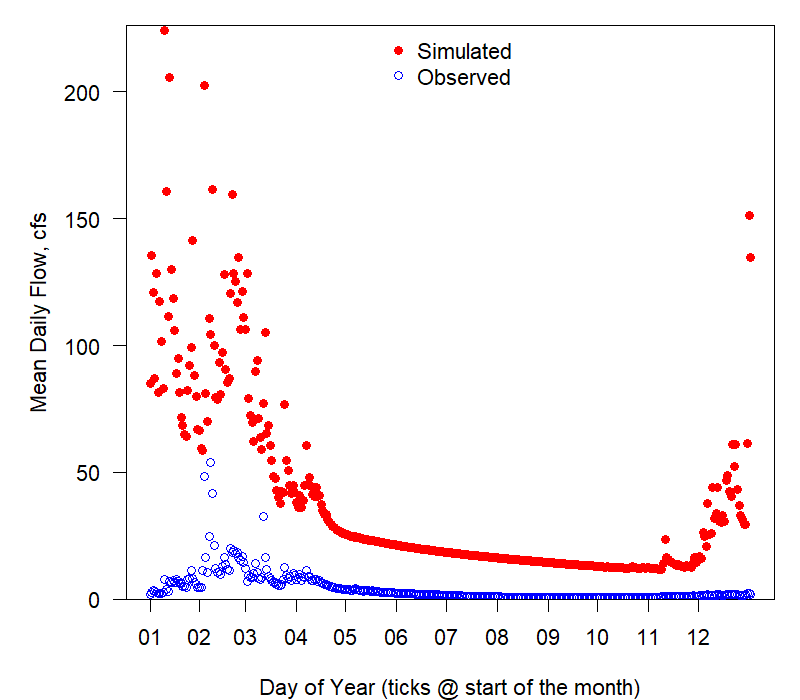 Simulated
Observed
Mean Daily Flow, cfs
200
150
100
50
0
01 02 03 04 05 06 07 08 09 10 11 12
Day of Year (ticks @ start of the month)